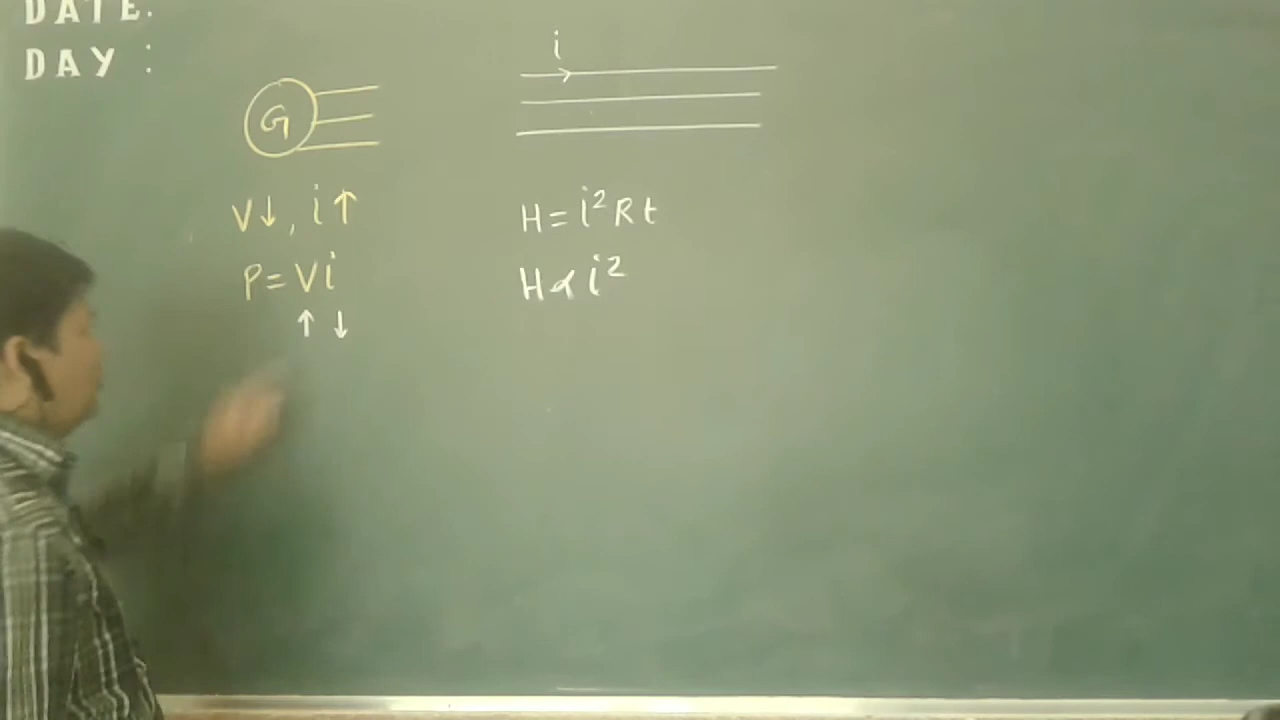 DATE:
DAY :
i
G
V↓, i↑
H = i²Rt
P = Vi
H ∝ i²
↑ ↓